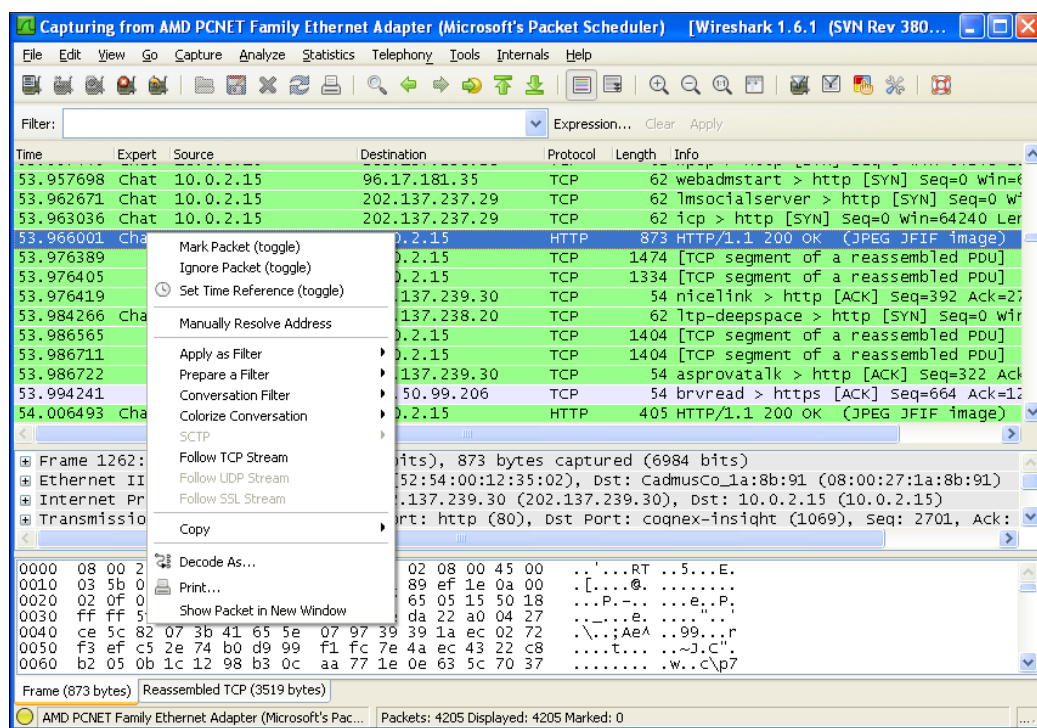 Capturing from AMD PCNET Family Ethernet Adapter (Microsoft's Packet Scheduler) [Wireshark 1.6.1 (SVN Rev 380...
File Edit View Go Capture Analyze Statistics Telephony Tools Internals Help
Filter: Expression... Clear Apply
Time Expert Source Destination Protocol Length Info
53.957698 Chat 10.0.2.15 96.17.181.35 TCP 62 webadmstart > http [SYN] Seq=0 Win=6
53.962671 Chat 10.0.2.15 202.137.237.29 TCP 62 lmsocialserver > http [SYN] Seq=0 Wi
53.963036 Chat 10.0.2.15 202.137.237.29 TCP 62 icp > http [SYN] Seq=0 Win=64240 Len
53.966001 Cha 0.2.15 HTTP 873 HTTP/1.1 200 OK (JPEG JFIF image)
53.976389 0.2.15 TCP 1474 [TCP segment of a reassembled PDU]
53.976405 0.2.15 TCP 1334 [TCP segment of a reassembled PDU]
53.976419 .137.239.30 TCP 54 nicelink > http [ACK] Seq=392 Ack=27
53.984266 Cha .137.238.20 TCP 62 ltp-deepspace > http [SYN] Seq=0 Wir
53.986565 0.2.15 TCP 1404 [TCP segment of a reassembled PDU]
53.986711 0.2.15 TCP 1404 [TCP segment of a reassembled PDU]
53.986722 .137.239.30 TCP 54 asprovatalk > http [ACK] Seq=322 Ack
53.994241 .50.99.206 TCP 54 brvread > https [ACK] Seq=664 Ack=12
54.006493 Cha 0.2.15 HTTP 405 HTTP/1.1 200 OK (JPEG JFIF image)
Mark Packet (toggle)
Ignore Packet (toggle)
Set Time Reference (toggle)
Manually Resolve Address
Apply as Filter
Prepare a Filter
Conversation Filter
Colorize Conversation
SCTP
Follow TCP Stream
Follow UDP Stream
Follow SSL Stream
Copy
Decode As...
Print...
Show Packet in New Window
Frame 1262: its), 873 bytes captured (6984 bits)
Ethernet II (52:54:00:12:35:02), Dst: CadmusCo_1a:8b:91 (08:00:27:1a:8b:91)
Internet Pr .137.239.30 (202.137.239.30), Dst: 10.0.2.15 (10.0.2.15)
Transmissio rt: http (80), Dst Port: cognex-insight (1069), Seq: 2701, Ack:
0000 08 00 2 02 08 00 45 00 ..'...RT ..5...E.
0010 03 5b 0 89 ef 1e 0a 00 .[....@. ........
0020 02 0f 0 65 05 15 50 18 ...P.-.. ...e..P.
0030 ff ff 5 da 22 a0 04 27 .._...e. ...."..'
0040 ce 5c 82 07 3b 41 65 5e 07 97 39 39 1a ec 02 72 .\..;Ae^ ..99...r
0050 f3 ef c5 2e 74 b0 d9 99 f1 fc 7e 4a ec 43 22 c8 ....t... ..~J.C".
0060 b2 05 0b 1c 12 98 b3 0c aa 77 1e 0e 63 5c 70 37 ........ .w..c\p7
Frame (873 bytes) Reassembled TCP (3519 bytes)
AMD PCNET Family Ethernet Adapter (Microsoft's Pac... Packets: 4205 Displayed: 4205 Marked: 0